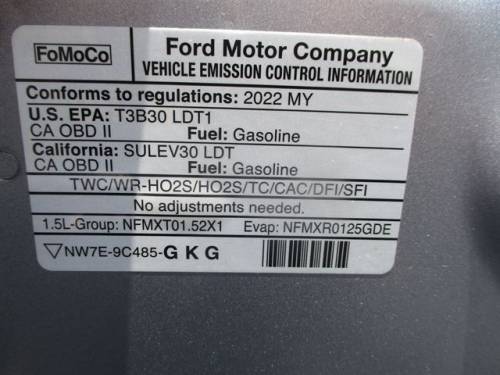 FoMoCo
Ford Motor Company
VEHICLE EMISSION CONTROL INFORMATION
Conforms to regulations: 2022 MY
U.S. EPA: T3B30 LDT1
CA OBD II Fuel: Gasoline
California: SULEV30 LDT
CA OBD II Fuel: Gasoline
TWC/WR-HO2S/HO2S/TC/CAC/DFI/SFI
No adjustments needed.
1.5L-Group: NFMXT01.52X1 Evap: NFMXR0125GDE
▽NW7E-9C485-G K G